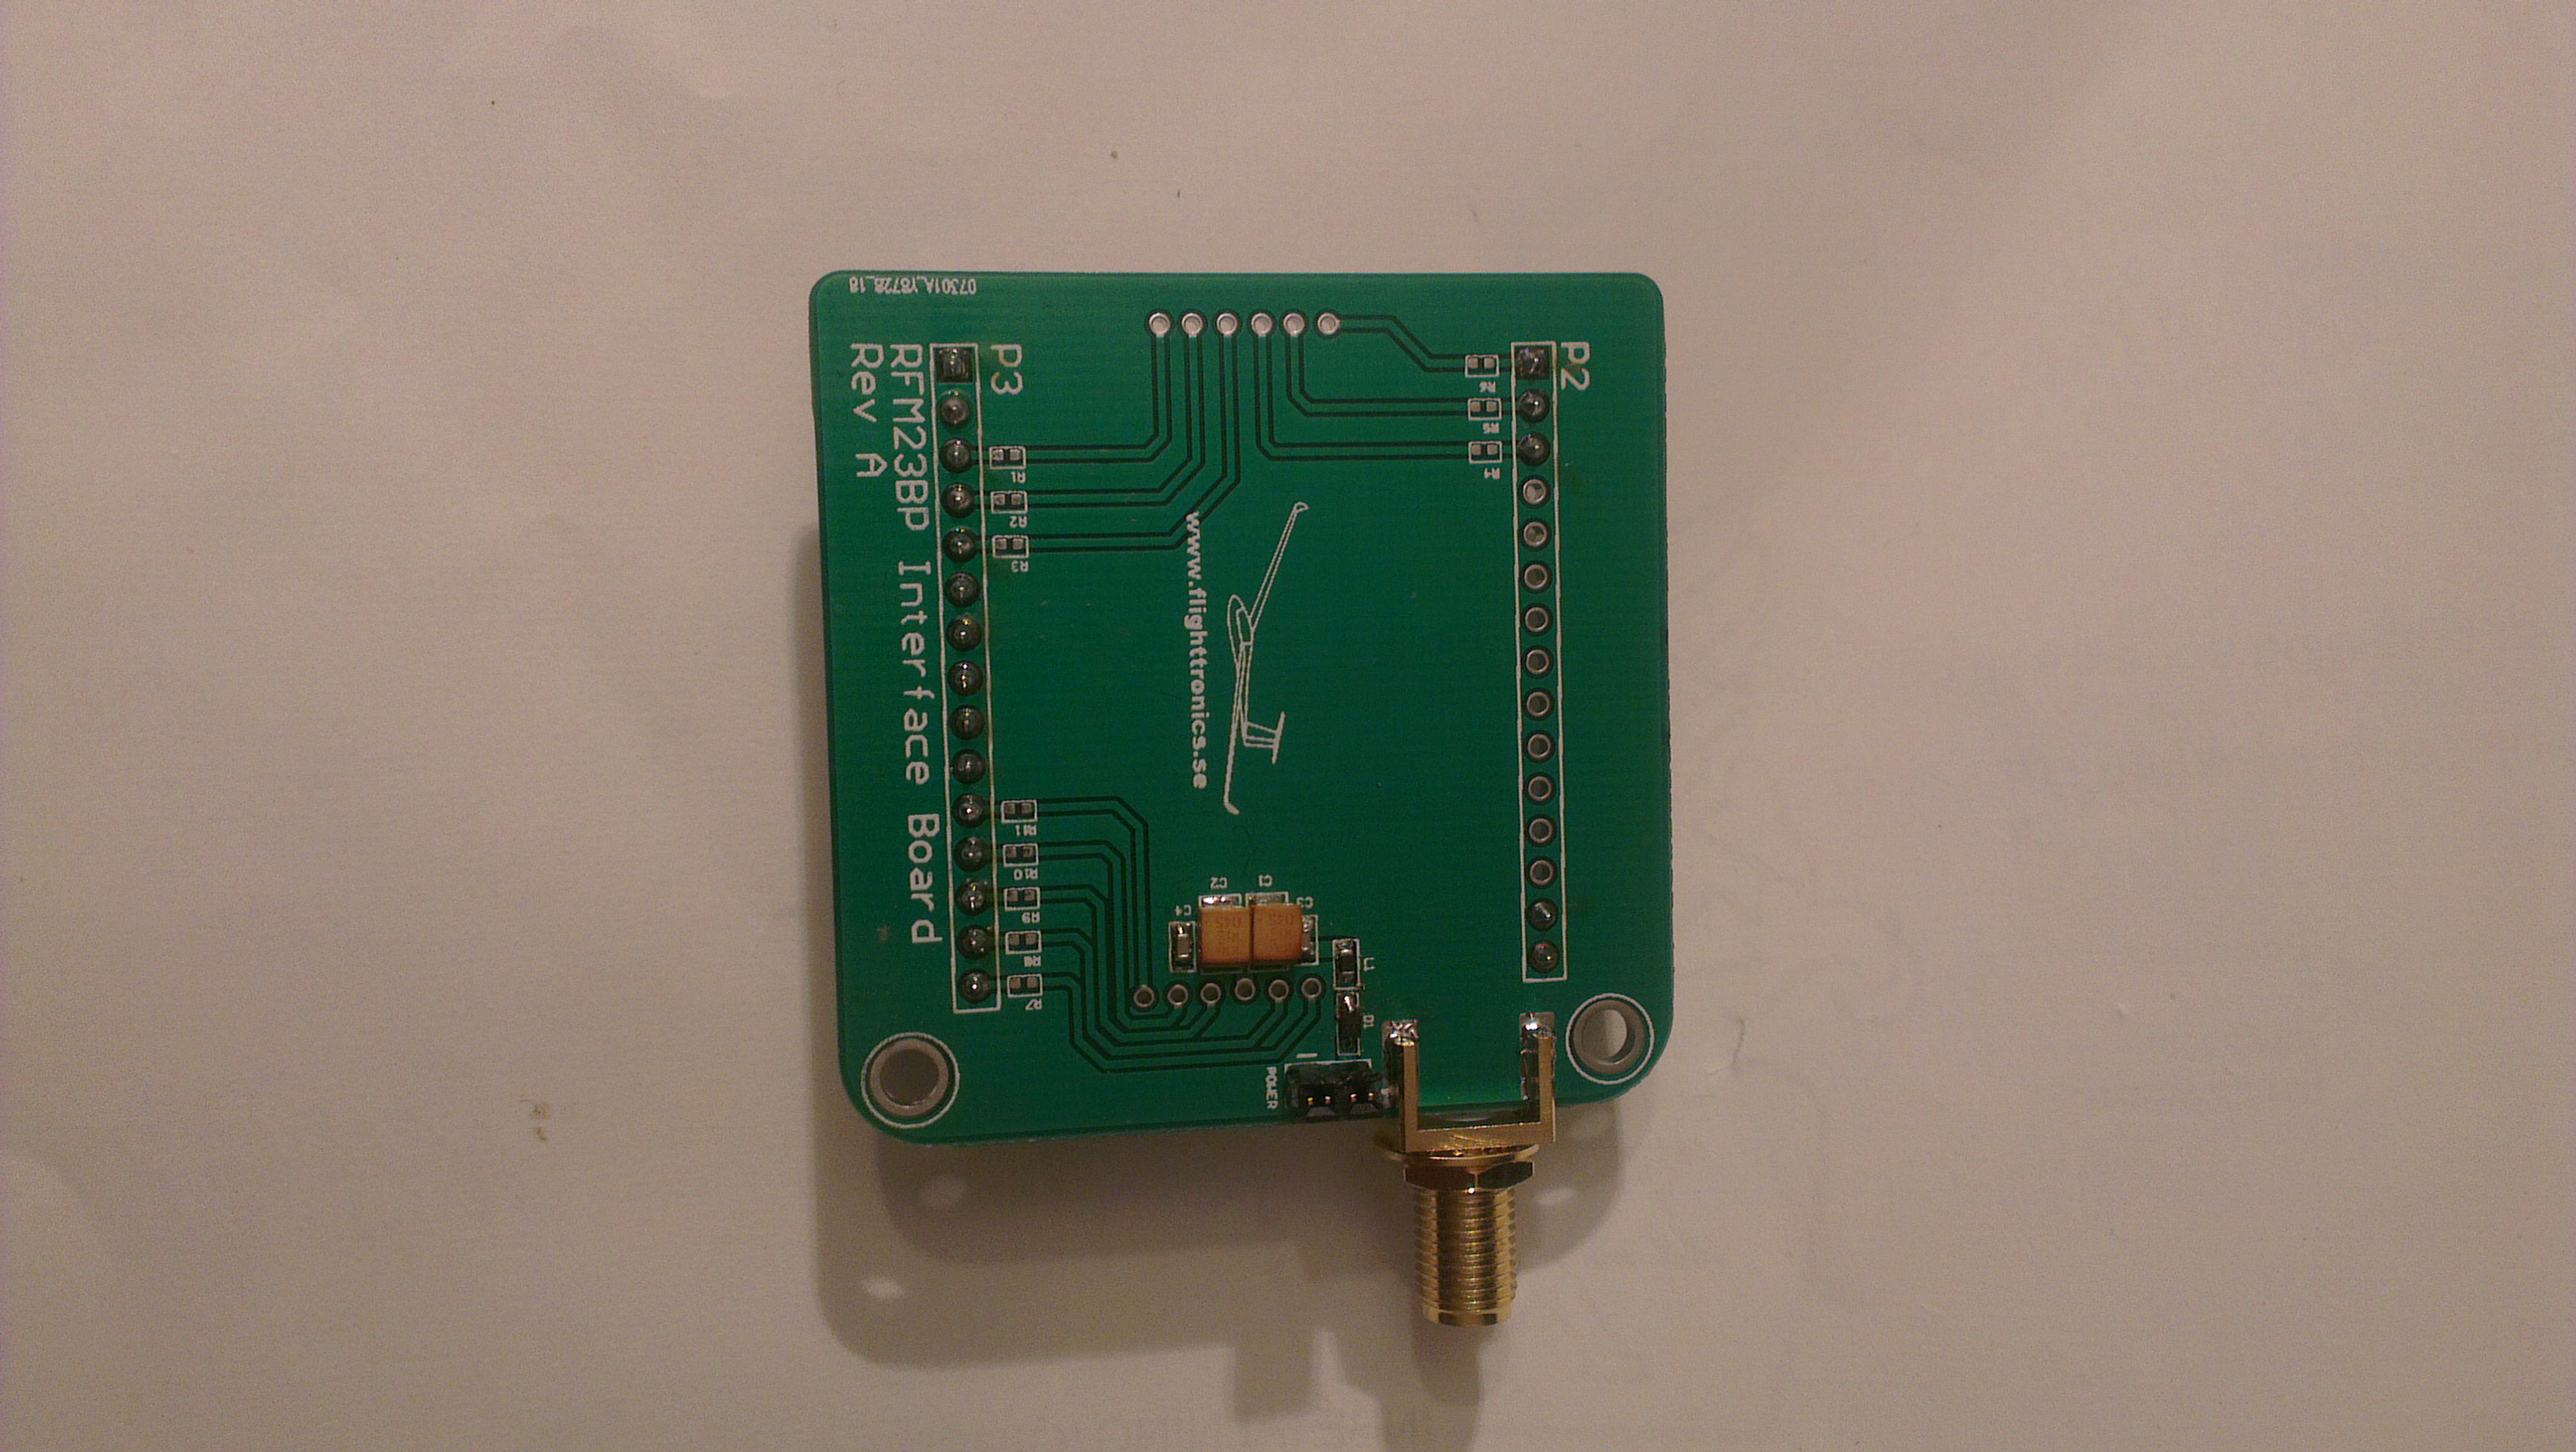 07301A_Y8728_18
P3
RFM23BP Interface Board
Rev A
P2
R6
R5
R4
R1
R2
R3
www.flighttronics.se
R11
R10
R9
R8
R7
C2
C1
C4
C3
L1
D1
POWER